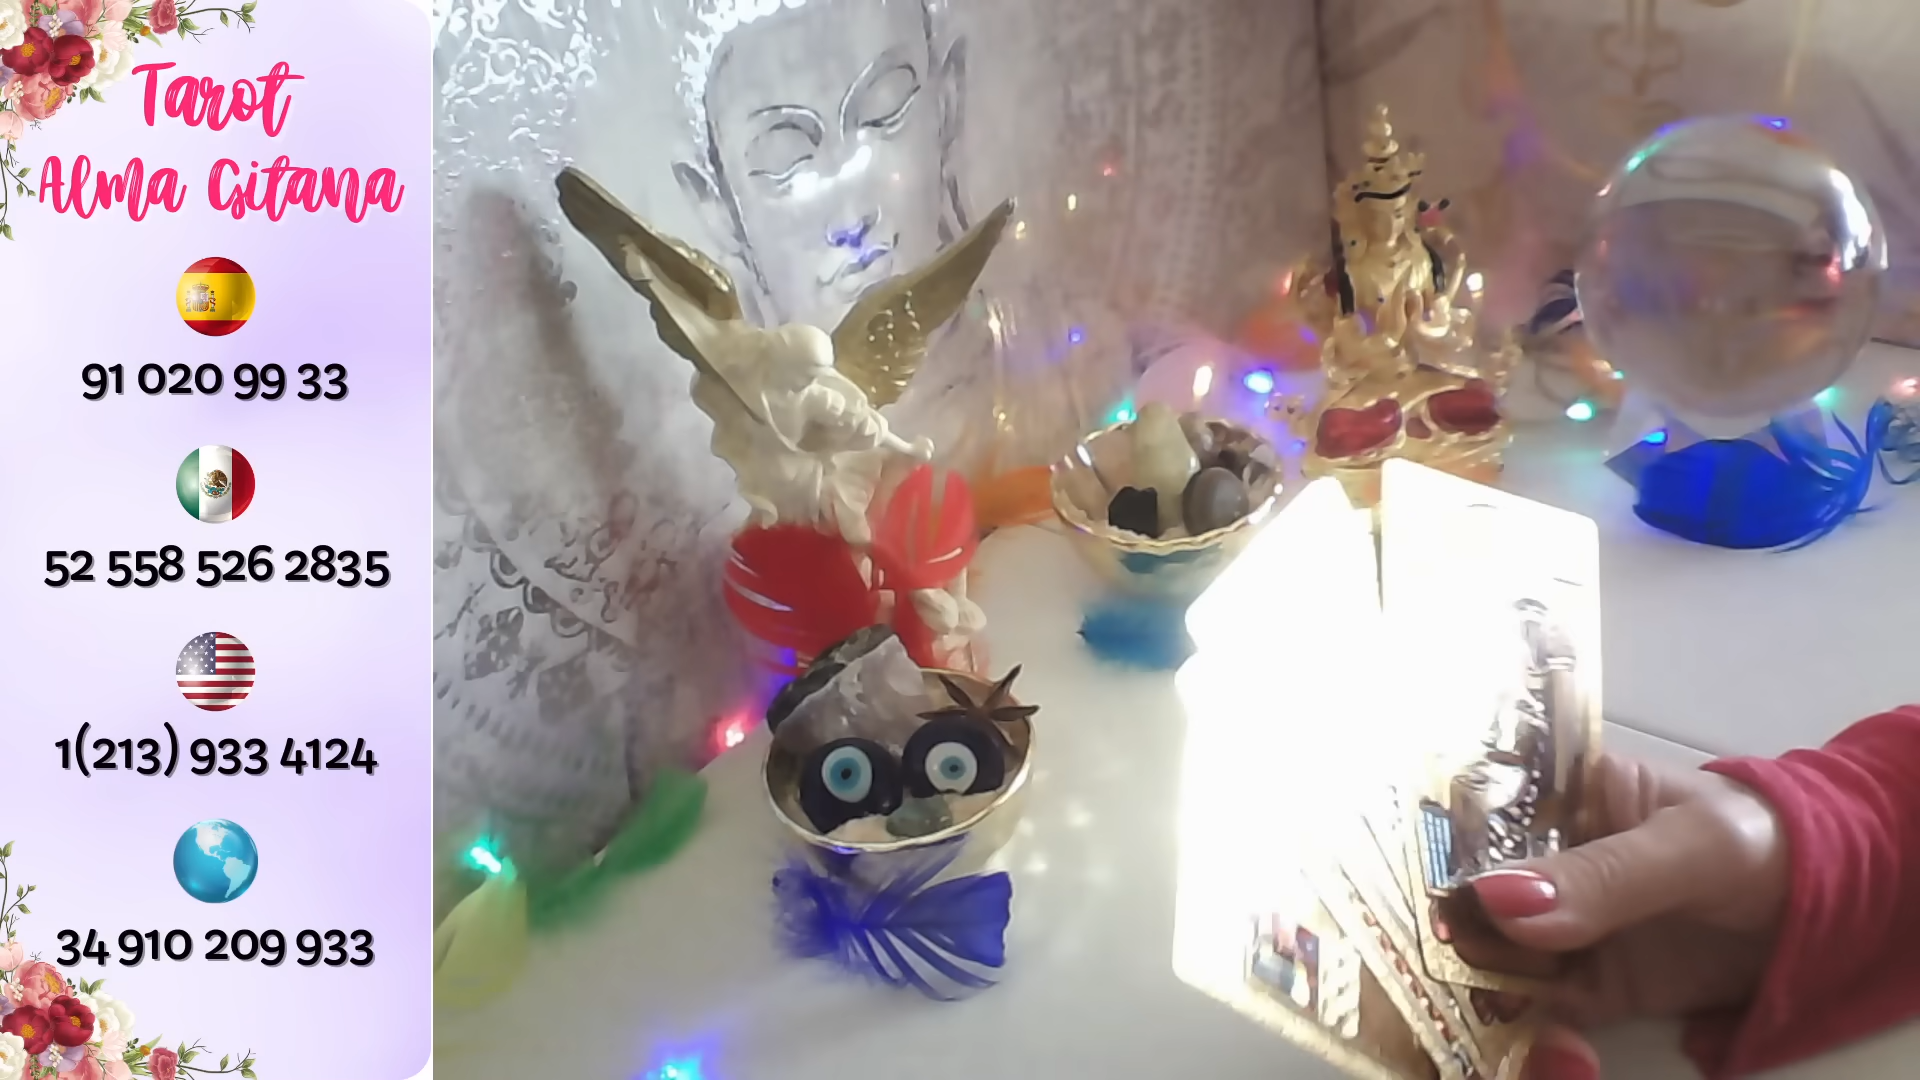 Tarot
Alma Gitana
91 020 99 33
52 558 526 2835
1(213) 933 4124
34 910 209 933